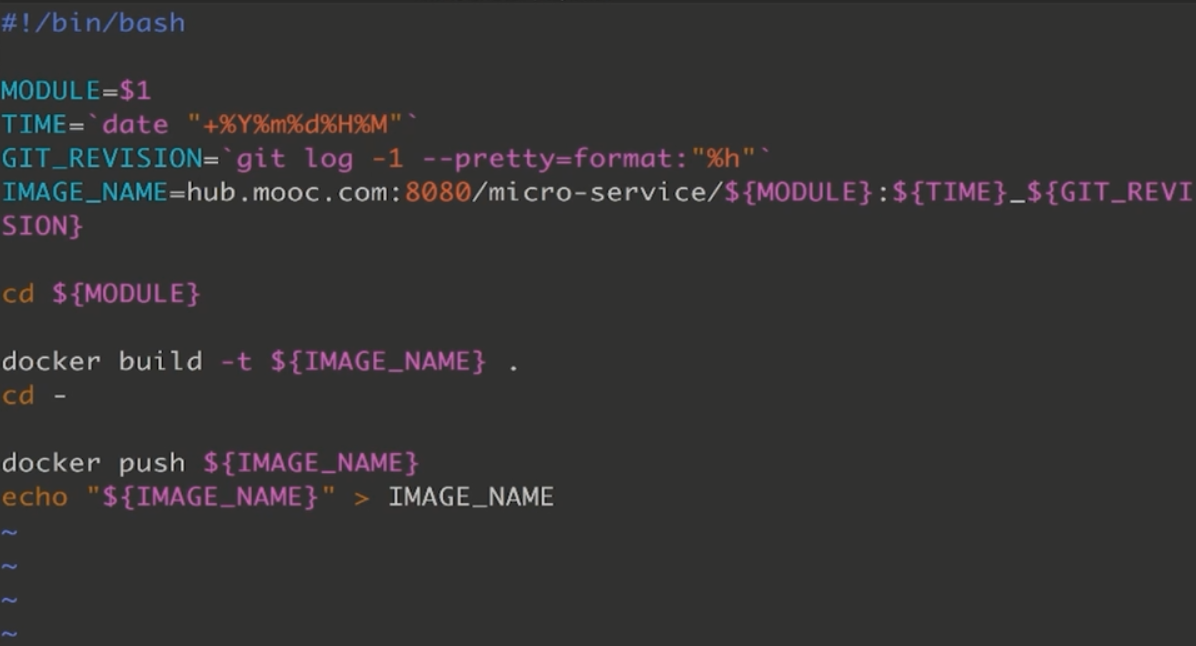 #!/bin/bash
MODULE=$1
TIME=`date "+%Y%m%d%H%M"`
GIT_REVISION=`git log -1 --pretty=format:"%h"`
IMAGE_NAME=hub.mooc.com:8080/micro-service/${MODULE}:${TIME}_${GIT_REVI
SION}
cd ${MODULE}
docker build -t ${IMAGE_NAME} .
cd -
docker push ${IMAGE_NAME}
echo "${IMAGE_NAME}" > IMAGE_NAME
~
~
~
~